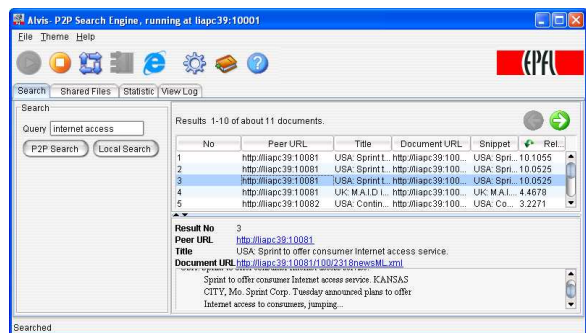 Alvis- P2P Search Engine, running at liapc39:10001
File Theme Help
EPFL
Search Shared Files Statistic View Log
Search
Query internet access
P2P Search Local Search
Results 1-10 of about 11 documents.
No Peer URL Title Document URL Snippet Rel...
1 http://liapc39:10081 USA: Sprint t... http://liapc39:100... USA: Spri... 10.1055
2 http://liapc39:10081 USA: Sprint t... http://liapc39:100... USA: Spri... 10.0525
3 http://liapc39:10081 USA: Sprint t... http://liapc39:100... USA: Spri... 10.0525
4 http://liapc39:10081 UK: M.A.I.D i... http://liapc39:100... UK: M.A.I... 4.4678
5 http://liapc39:10082 USA: Contin... http://liapc39:100... USA: Co... 3.2271
Result No 3
Peer URL http://liapc39:10081
Title USA: Sprint to offer consumer Internet access service.
Document URL http://liapc39:10081/100/2318newsML.xml
USA: Sprint to offer consumer Internet access service.
Sprint to offer consumer Internet access service. KANSAS
CITY, Mo. Sprint Corp. Tuesday announced plans to offer
Internet access to consumers, jumping...
Searched